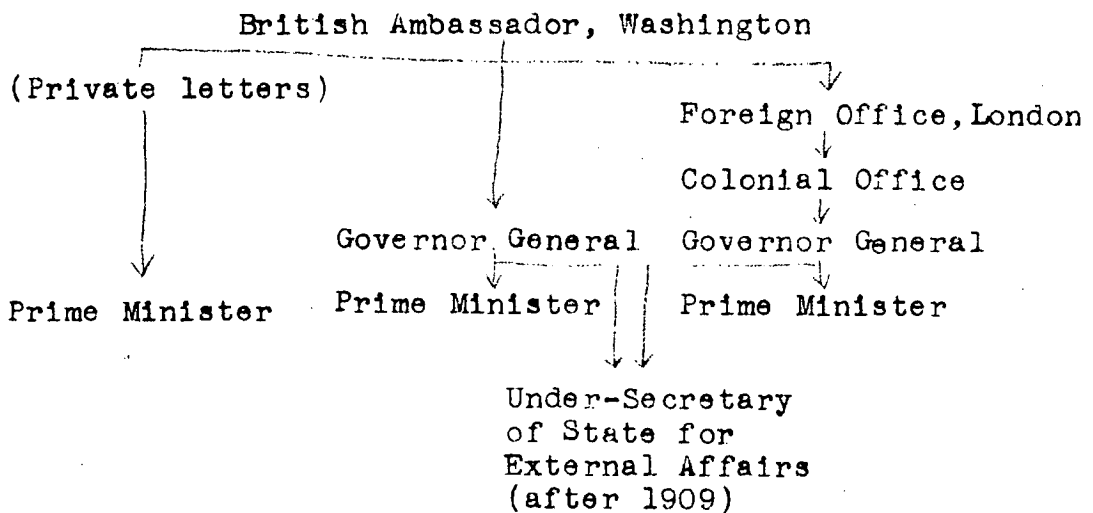 British Ambassador, Washington
(Private letters)
Foreign Office, London
Colonial Office
Governor General
Governor General
Prime Minister
Prime Minister
Prime Minister
Under-Secretary
of State for
External Affairs
(after 1909)